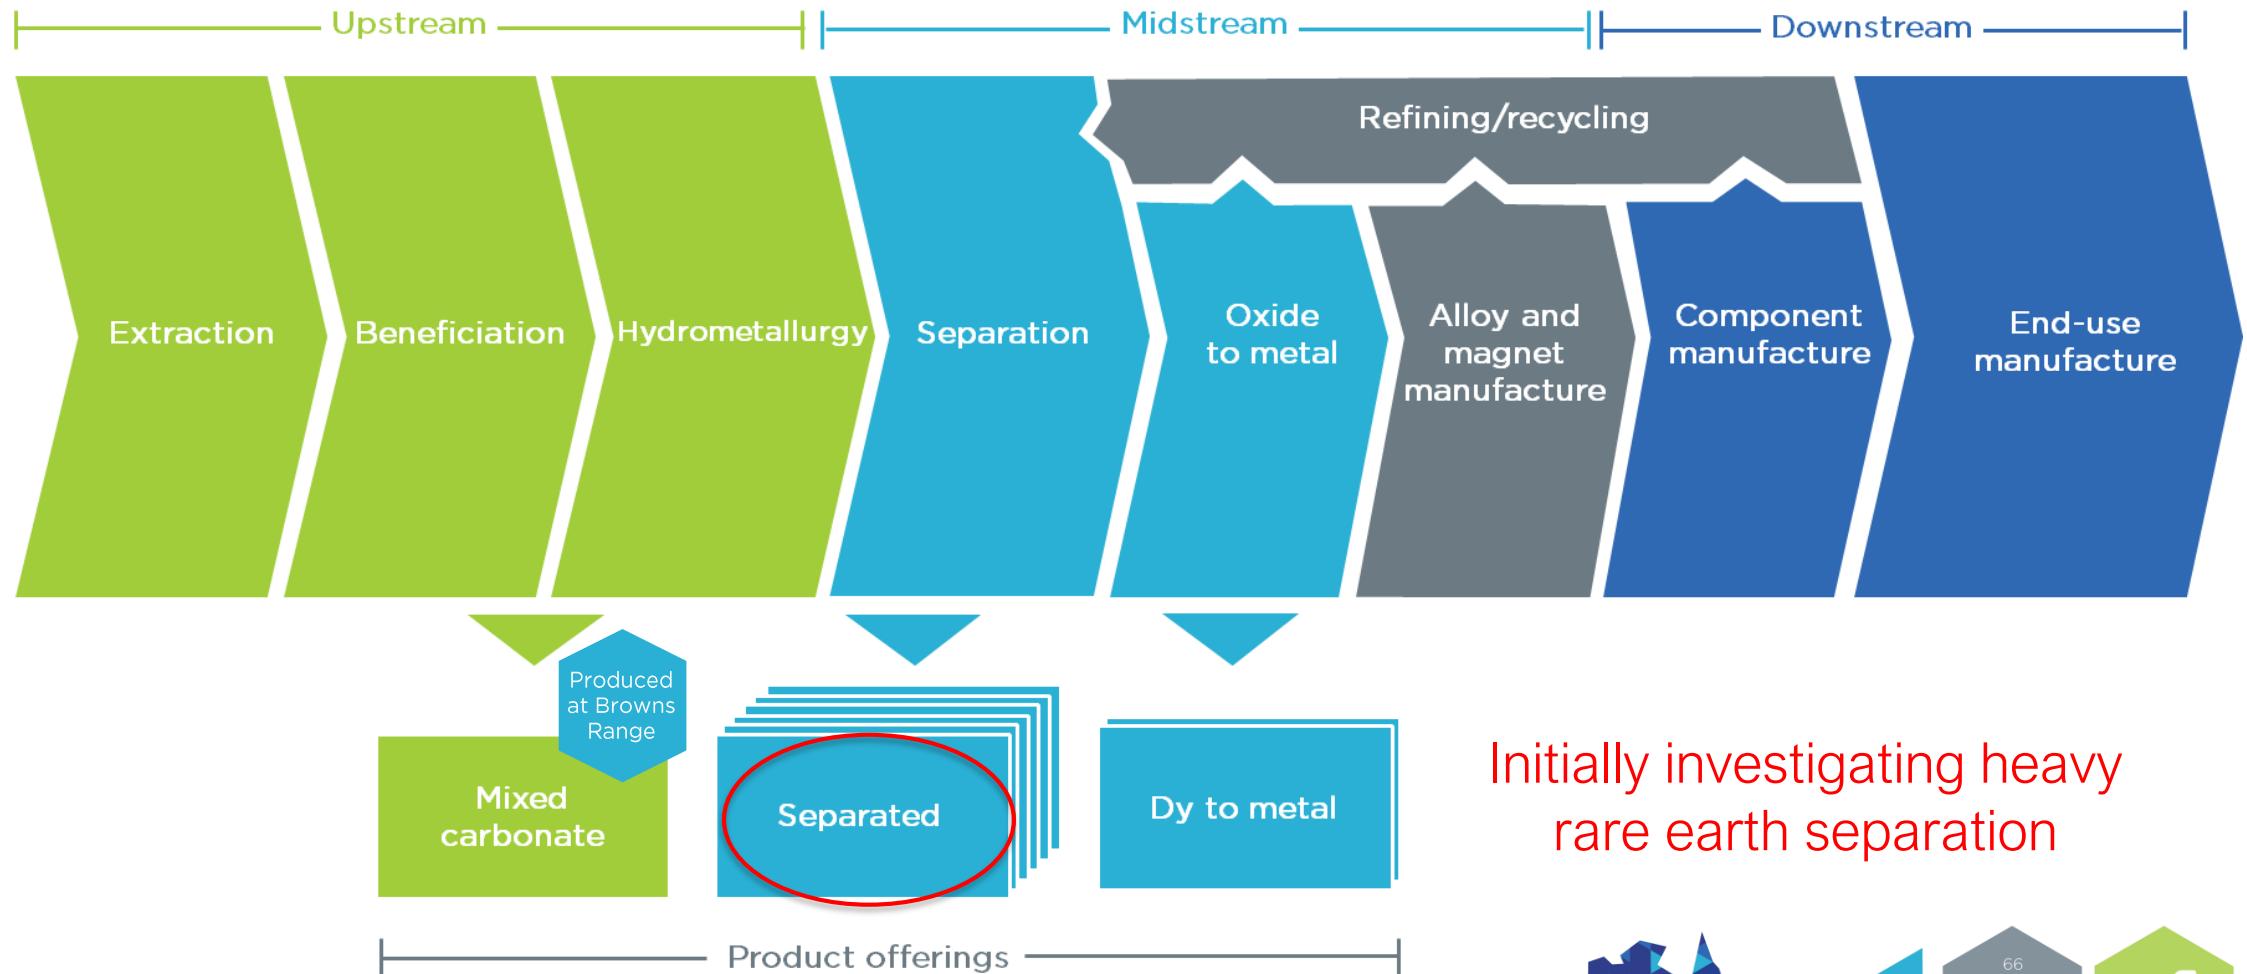 Upstream
Midstream
Downstream
Refining/recycling
Extraction
Beneficiation
Hydrometallurgy
Separation
Oxide
to metal
Alloy and
magnet
manufacture
Component
manufacture
End-use
manufacture
Produced
at Browns
Range
Mixed
carbonate
Separated
Dy to metal
Initially investigating heavy
rare earth separation
Product offerings
66